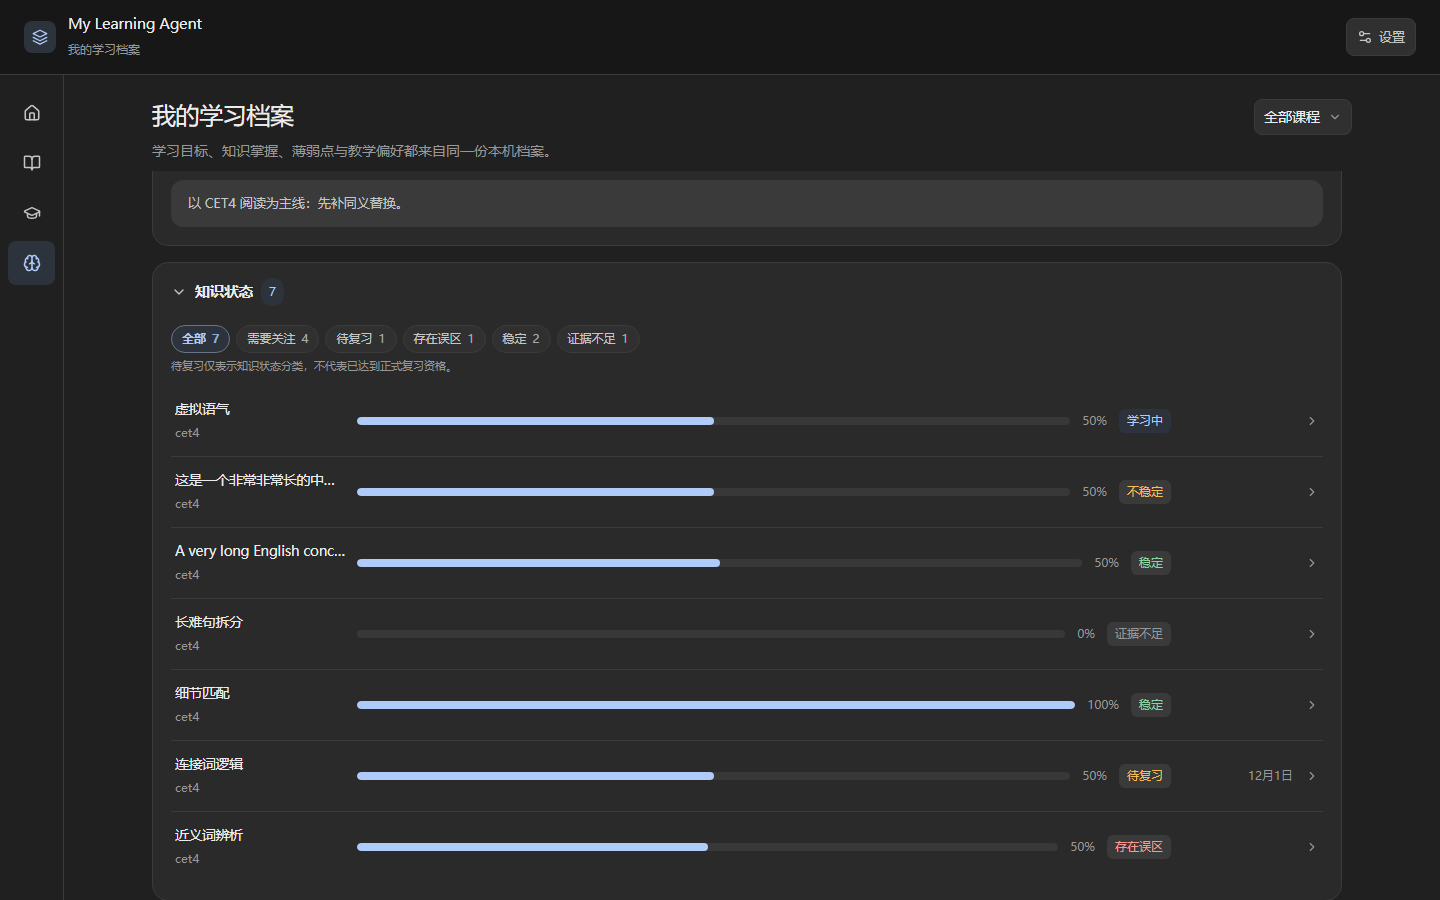 My Learning Agent
我的学习档案
设置
我的学习档案
全部课程
学习目标、知识掌握、薄弱点与教学偏好都来自同一份本机档案。
以 CET4 阅读为主线：先补同义替换。
知识状态 7
全部 7 需要关注 4 待复习 1 存在误区 1 稳定 2 证据不足 1
待复习仅表示知识状态分类，不代表已达到正式复习资格。
虚拟语气
cet4
50% 学习中
这是一个非常非常长的中...
cet4
50% 不稳定
A very long English conc...
cet4
50% 稳定
长难句拆分
cet4
0% 证据不足
细节匹配
cet4
100% 稳定
连接词逻辑
cet4
50% 待复习 12月1日
近义词辨析
cet4
50% 存在误区